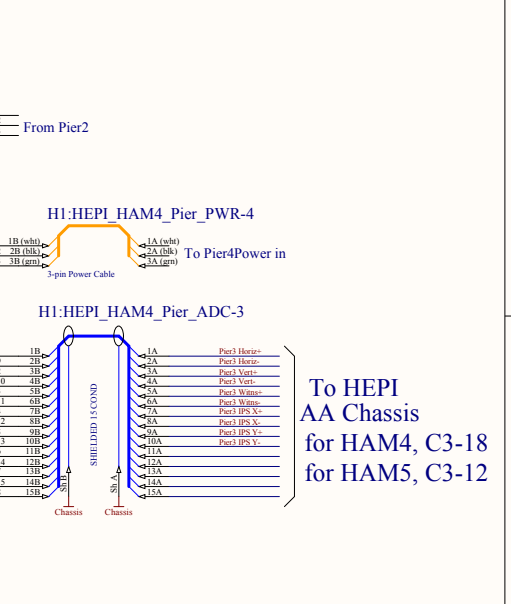 From Pier2
H1:HEPI_HAM4_Pier_PWR-4
1B (wht) 1A (wht)
2B (blk) 2A (blk) To Pier4Power in
3B (grn) 3A (grn)
3-pin Power Cable
H1:HEPI_HAM4_Pier_ADC-3
1B 1A Pier3 Horiz+
2B 2A Pier3 Horiz-
3B 3A Pier3 Vert+
4B 4A Pier3 Vert-
5B 5A Pier3 Witns+
6B 6A Pier3 Witns-
7B 7A Pier3 IPS X+
8B 8A Pier3 IPS X-
9B 9A Pier3 IPS Y+
10B 10A Pier3 IPS Y-
11B 11A
12B 12A
13B 13A
14B 14A
15B 15A
SHIELDED 15 COND
Sh B Sh A
Chassis Chassis
To HEPI
AA Chassis
for HAM4, C3-18
for HAM5, C3-12